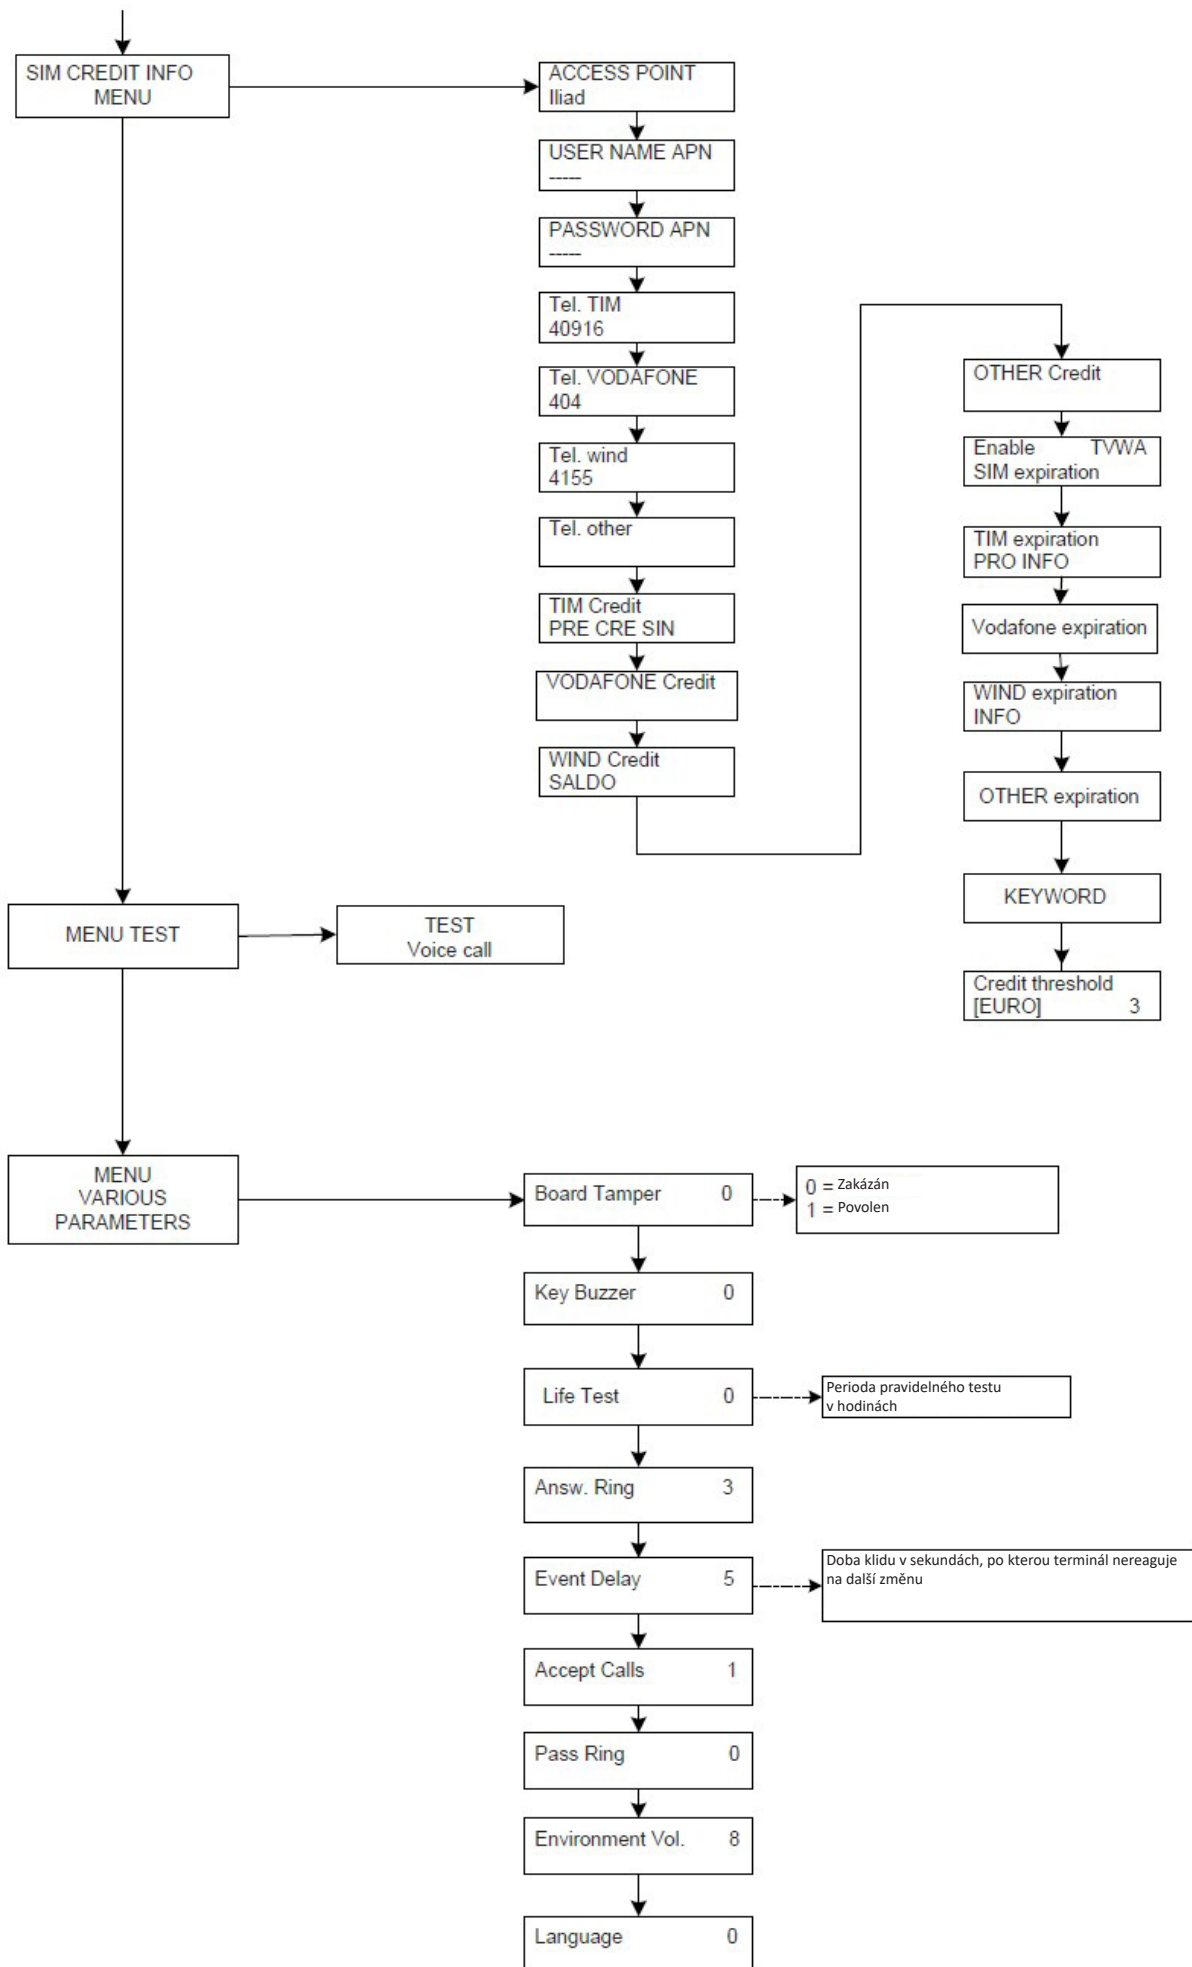 SIM CREDIT INFO
MENU
ACCESS POINT
Iliad
USER NAME APN
-----
PASSWORD APN
-----
Tel. TIM
40916
Tel. VODAFONE
404
Tel. wind
4155
Tel. other
TIM Credit
PRE CRE SIN
VODAFONE Credit
WIND Credit
SALDO
OTHER Credit
Enable TVWA
SIM expiration
TIM expiration
PRO INFO
Vodafone expiration
WIND expiration
INFO
OTHER expiration
KEYWORD
Credit threshold
[EURO] 3
MENU TEST
TEST
Voice call
MENU
VARIOUS
PARAMETERS
Board Tamper 0
0 = Zakázán
1 = Povolen
Key Buzzer 0
Life Test 0
Perioda pravidelného testu
v hodinách
Answ. Ring 3
Event Delay 5
Doba klidu v sekundách, po kterou terminál nereaguje
na další změnu
Accept Calls 1
Pass Ring 0
Environment Vol. 8
Language 0